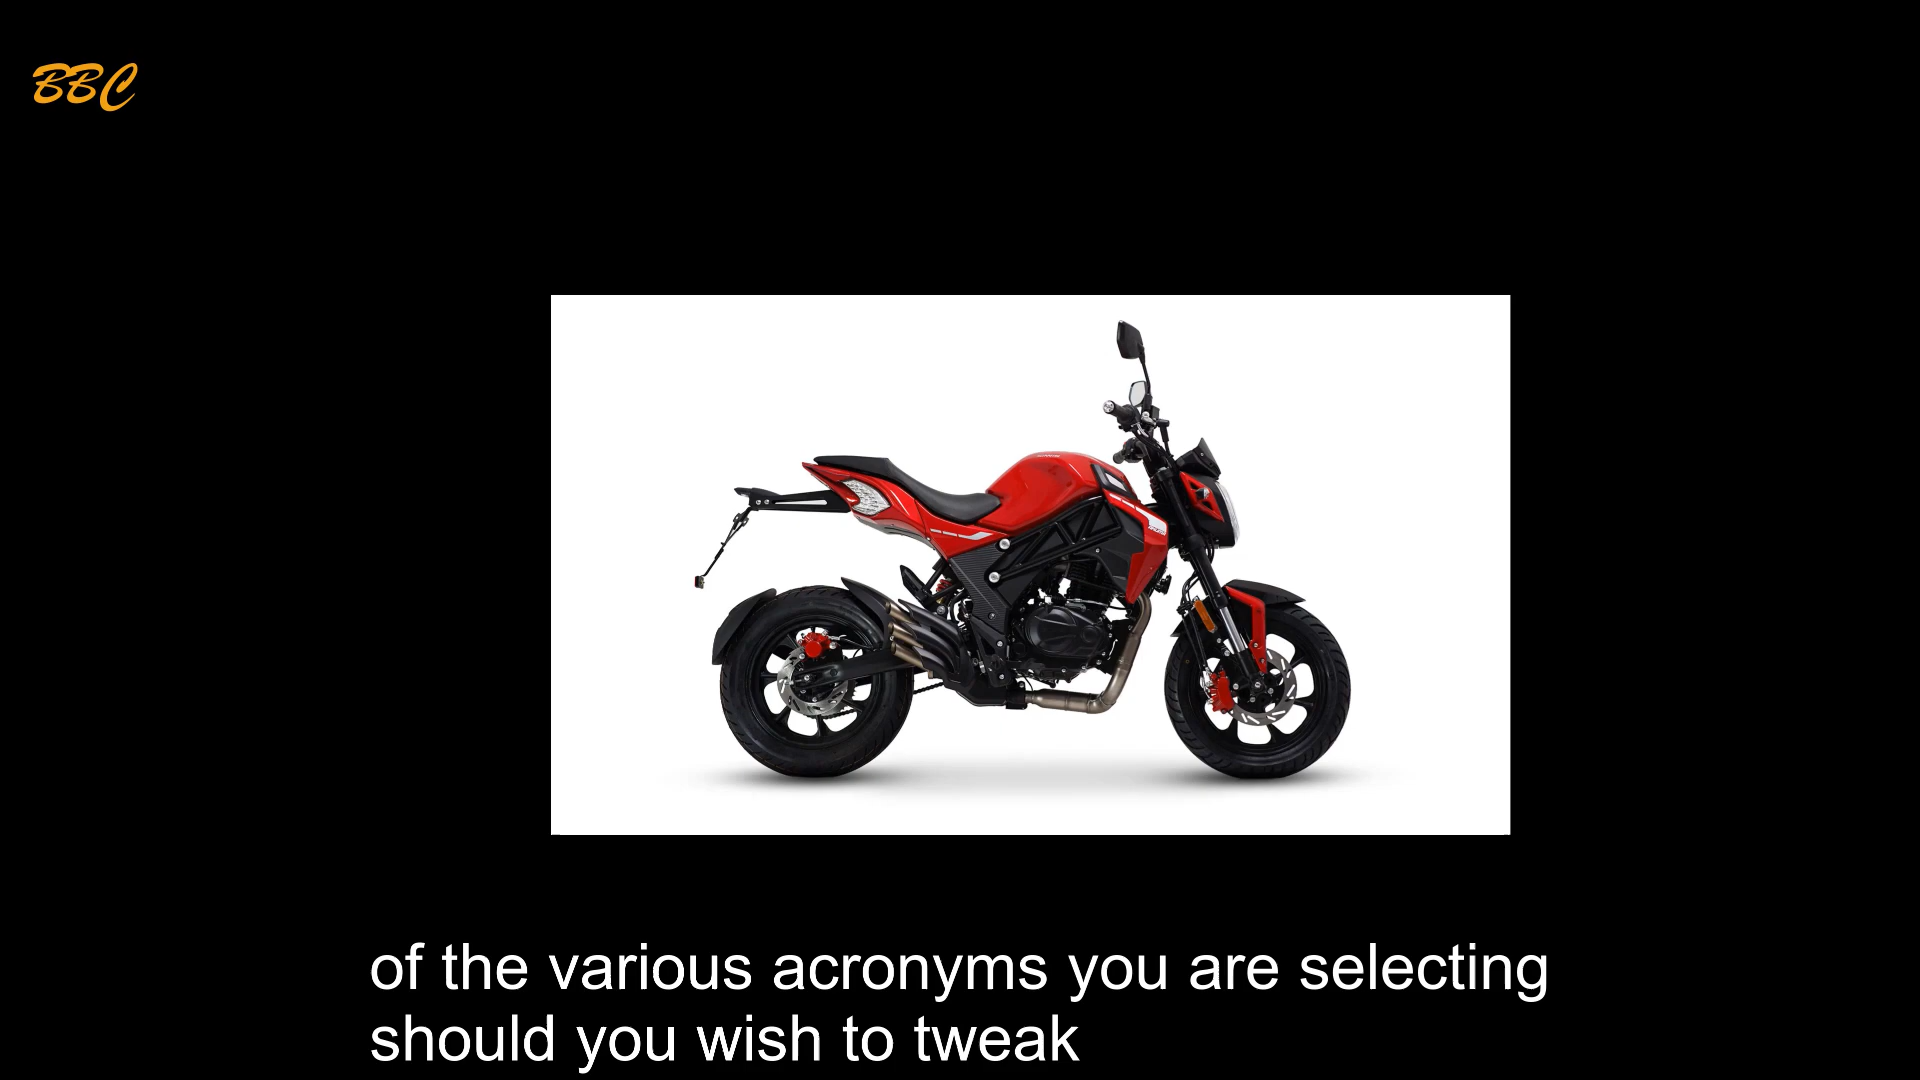 BBC
of the various acronyms you are selecting
should you wish to tweak